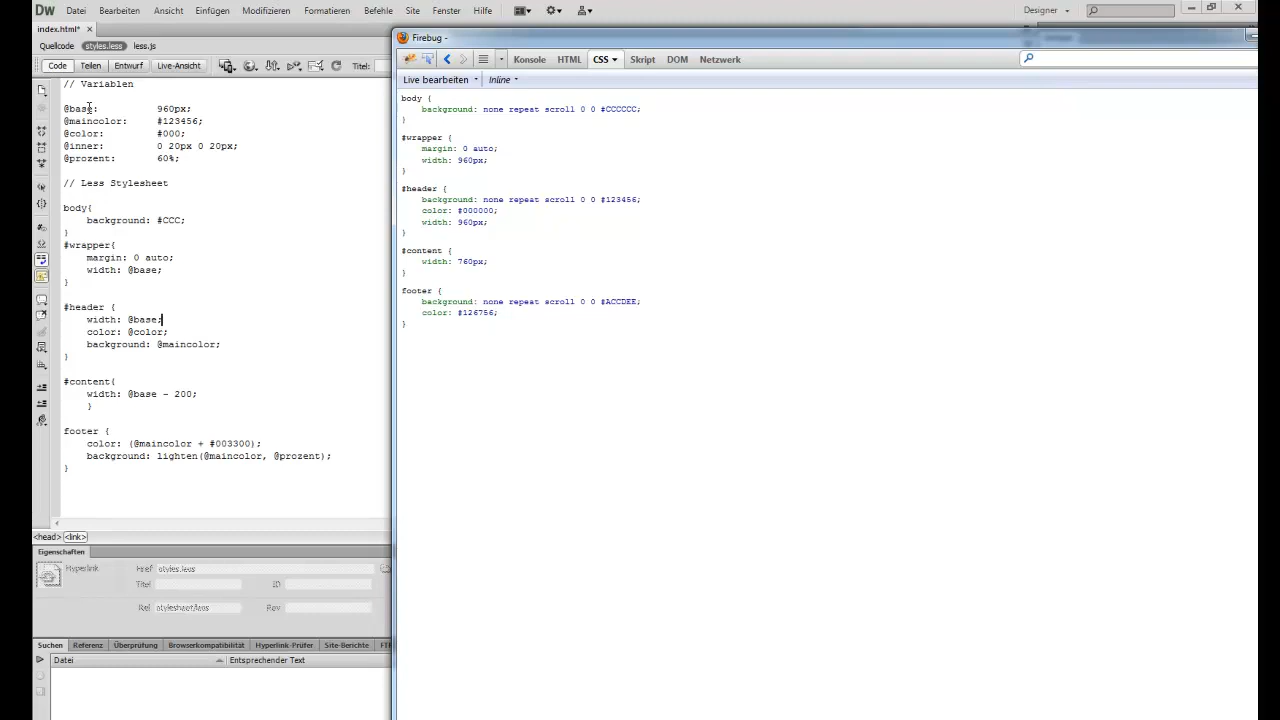 Dw Datei Bearbeiten Ansicht Einfügen Modifizieren Formatieren Befehle Site Fenster Hilfe Designer
index.html*
Quellcode styles.less less.js
Code Teilen Entwurf Live-Ansicht Titel:
// Variablen
@base: 960px;
@maincolor: #123456;
@color: #000;
@inner: 0 20px 0 20px;
@prozent: 60%;
// Less Stylesheet
body{
background: #CCC;
}
#wrapper{
margin: 0 auto;
width: @base;
}
#header {
width: @base;
color: @color;
background: @maincolor;
}
#content{
width: @base - 200;
}
footer {
color: (@maincolor + #003300);
background: lighten(@maincolor, @prozent);
}
<head> <link>
Eigenschaften
Hyperlink Href styles.less
Titel ID
Rel stylesheet/less Rev
Suchen Referenz Überprüfung Browserkompatibilität Hyperlink-Prüfer Site-Berichte
Datei Entsprechender Text
Firebug -
Konsole HTML CSS Skript DOM Netzwerk
Live bearbeiten Inline
body {
background: none repeat scroll 0 0 #CCCCCC;
}
#wrapper {
margin: 0 auto;
width: 960px;
}
#header {
background: none repeat scroll 0 0 #123456;
color: #000000;
width: 960px;
}
#content {
width: 760px;
}
footer {
background: none repeat scroll 0 0 #ACCDEE;
color: #126756;
}